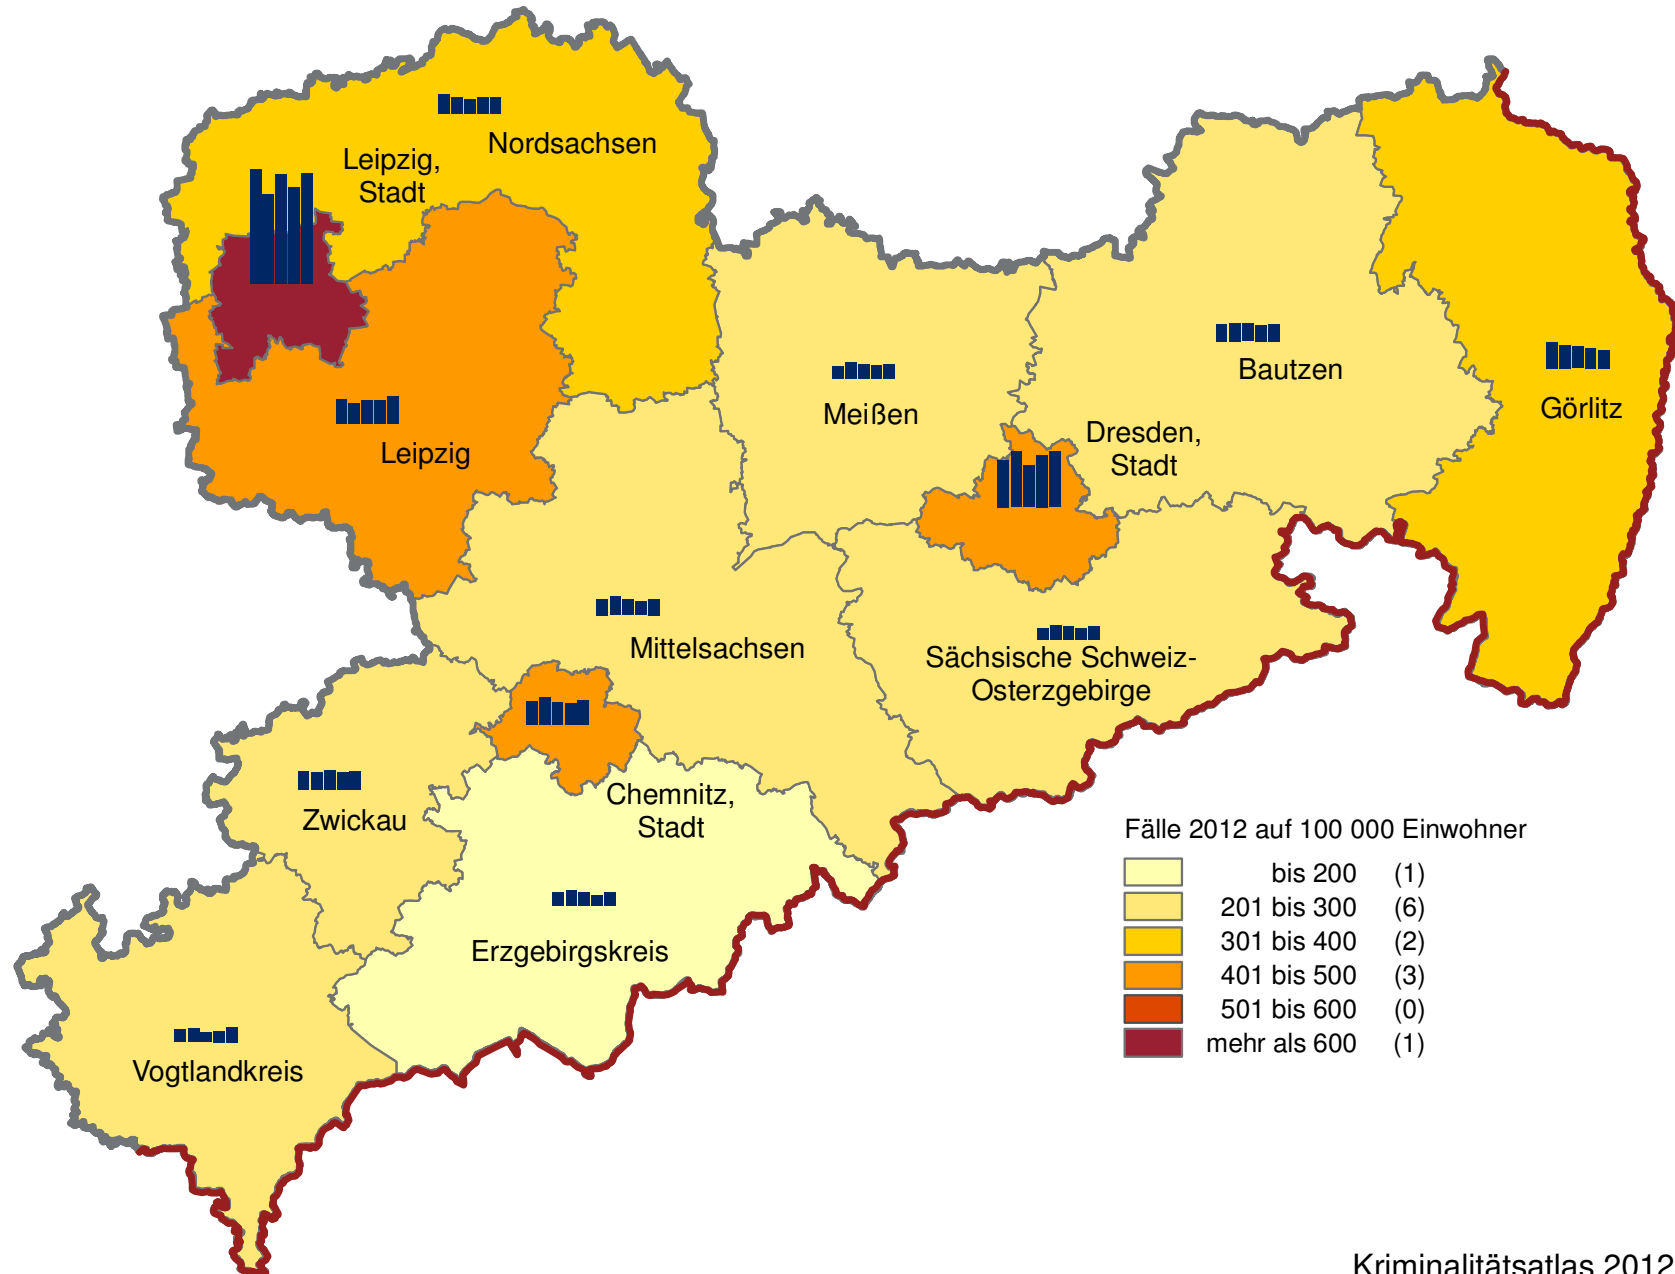 Nordsachsen
Leipzig,
Stadt
Leipzig
Meißen
Bautzen
Görlitz
Dresden,
Stadt
Mittelsachsen
Sächsische Schweiz-
Osterzgebirge
Zwickau
Chemnitz,
Stadt
Erzgebirgskreis
Vogtlandkreis
Fälle 2012 auf 100 000 Einwohner
bis 200 (1)
201 bis 300 (6)
301 bis 400 (2)
401 bis 500 (3)
501 bis 600 (0)
mehr als 600 (1)
Kriminalitätsatlas 2012